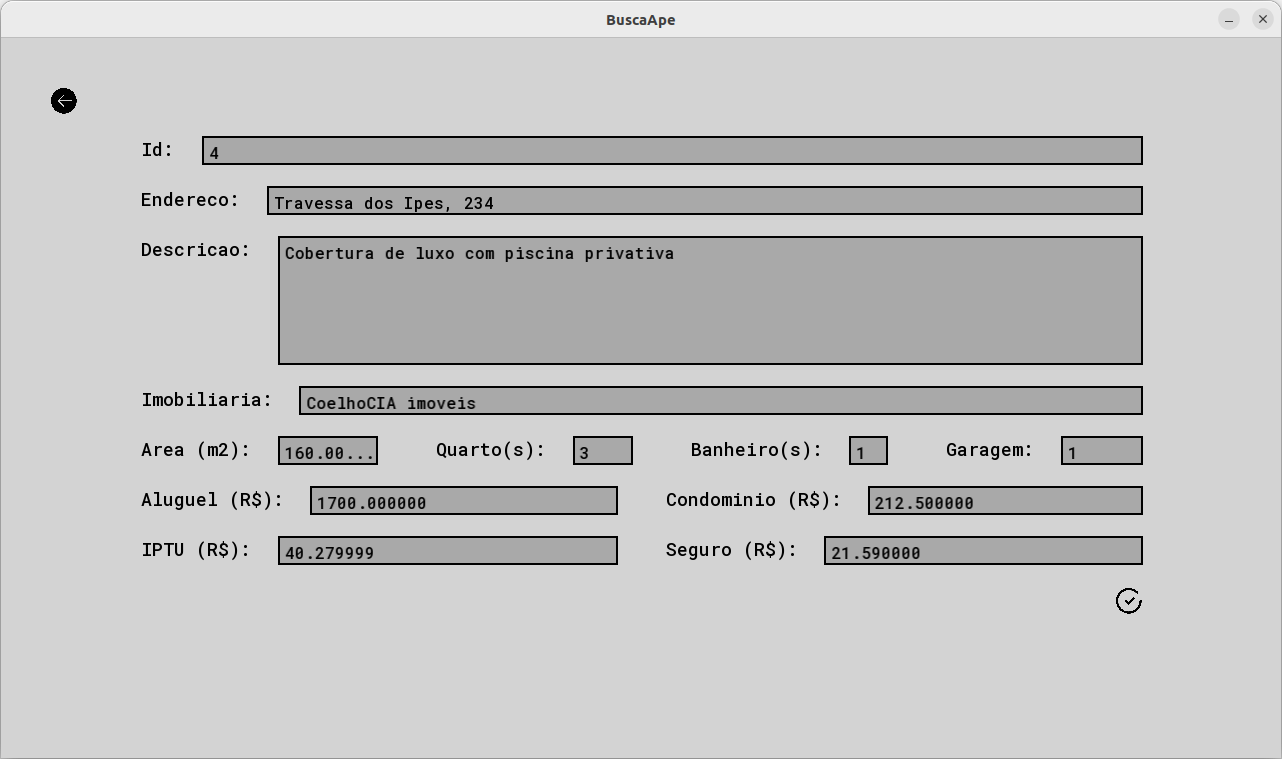 BuscaApe
Id: 4
Endereco: Travessa dos Ipes, 234
Descricao: Cobertura de luxo com piscina privativa
Imobiliaria: CoelhoCIA imoveis
Area (m2): 160.00... Quarto(s): 3 Banheiro(s): 1 Garagem: 1
Aluguel (R$): 1700.000000 Condominio (R$): 212.500000
IPTU (R$): 40.279999 Seguro (R$): 21.590000